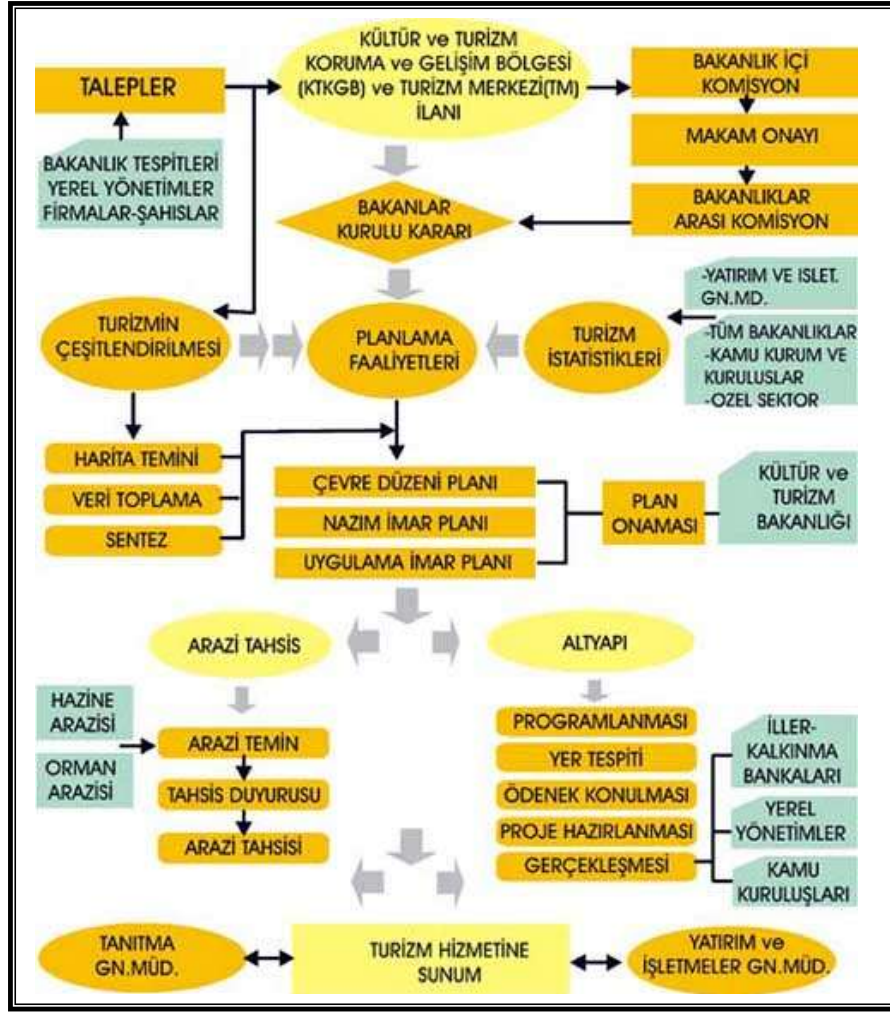 KÜLTÜR ve TURİZM
KORUMA ve GELİŞİM BÖLGESİ
(KTKGB) ve TURİZM MERKEZİ(TM)
İLANI
TALEPLER
BAKANLIK İÇİ
KOMİSYON
MAKAM ONAYI
BAKANLIKLAR
ARASI KOMİSYON
BAKANLIK TESPİTLERİ
YEREL YÖNETİMLER
FİRMALAR-ŞAHISLAR
BAKANLAR
KURULU KARARI
-YATIRIM VE ISLET.
GN.MD.
-TÜM BAKANLIKLAR
-KAMU KURUM VE
KURULUSLAR
-OZEL SEKTOR
TURİZMİN
ÇEŞİTLENDİRİLMESİ
PLANLAMA
FAALİYETLERİ
TURİZM
İSTATİSTİKLERİ
HARİTA TEMİNİ
VERİ TOPLAMA
SENTEZ
ÇEVRE DÜZENİ PLANI
NAZIM İMAR PLANI
UYGULAMA İMAR PLANI
PLAN
ONAMASI
KÜLTÜR ve
TURİZM
BAKANLIĞI
ARAZİ TAHSİS
ALTYAPI
HAZİNE
ARAZİSİ
ORMAN
ARAZİSİ
ARAZİ TEMİN
TAHSİS DUYURUSU
ARAZİ TAHSİSİ
PROGRAMLANMASI
YER TESPİTİ
ÖDENEK KONULMASI
PROJE HAZIRLANMASI
GERÇEKLEŞMESİ
İLLER-
KALKINMA
BANKALARI
YEREL
YÖNETİMLER
KAMU
KURULUŞLARI
TANITMA
GN.MÜD.
TURİZM HİZMETİNE
SUNUM
YATIRIM ve
İŞLETMELER GN.MÜD.